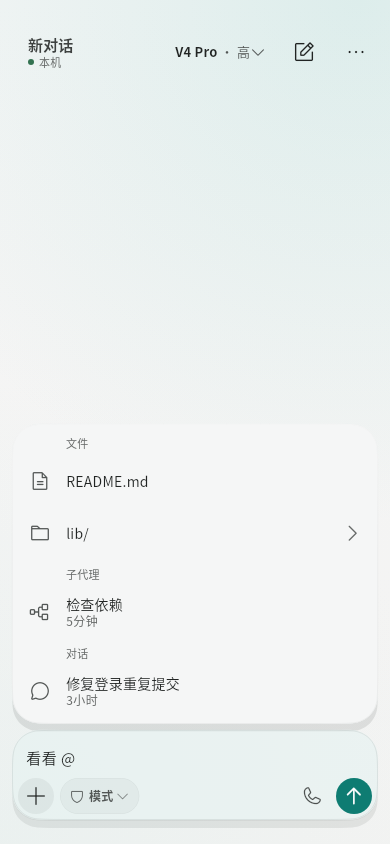 新对话
本机
V4 Pro · 高
文件
README.md
lib/
子代理
检查依赖
5分钟
对话
修复登录重复提交
3小时
看看 @
模式